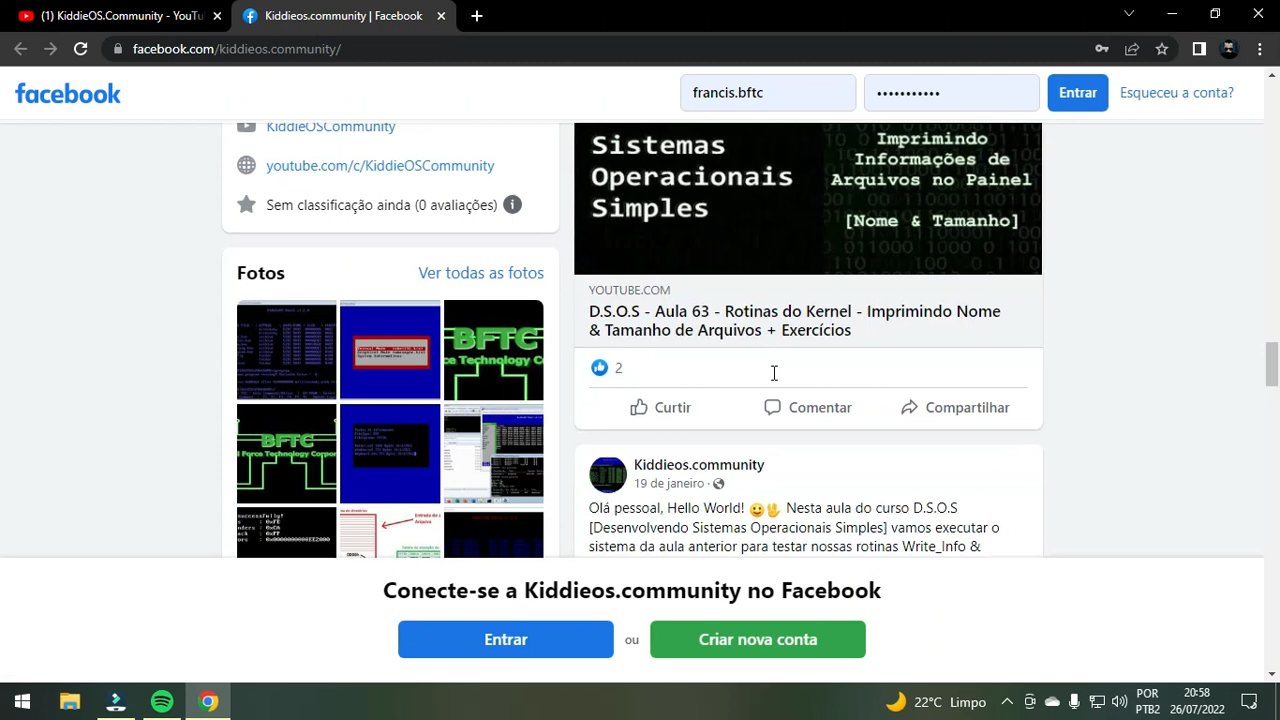 (1) KiddieOS.Community - YouTu
Kiddieos.community | Facebook
facebook.com/kiddieos.community/
facebook
francis.bftc
•••••••••••
Entrar
Esqueceu a conta?
KiddieOSCommunity
youtube.com/c/KiddieOSCommunity
Sem classificação ainda (0 avaliações)
Fotos
Ver todas as fotos
BFTC
BFTC
Sistemas
Operacionais
Simples
Imprimindo
Informações de
Arquivos no Painel
[Nome & Tamanho]
YOUTUBE.COM
D.S.O.S - Aula 63 - Rotinas do Kernel - Imprimindo Nome
& Tamanho de Arquivos + Exercícios
2
Curtir
Comentar
Compartilhar
Kiddieos.community
19 de janeiro ·
Olá pessoal, Hello World! 😀🖐 Nesta aula do curso D.S.O.S
[Desenvolvendo Sistemas Operacionais Simples] vamos executar o
sistema da aula anterior para testar nossas rotinas Write_Info &
Conecte-se a Kiddieos.community no Facebook
Entrar
ou
Criar nova conta
22°C Limpo
POR
PTB2
20:58
26/07/2022